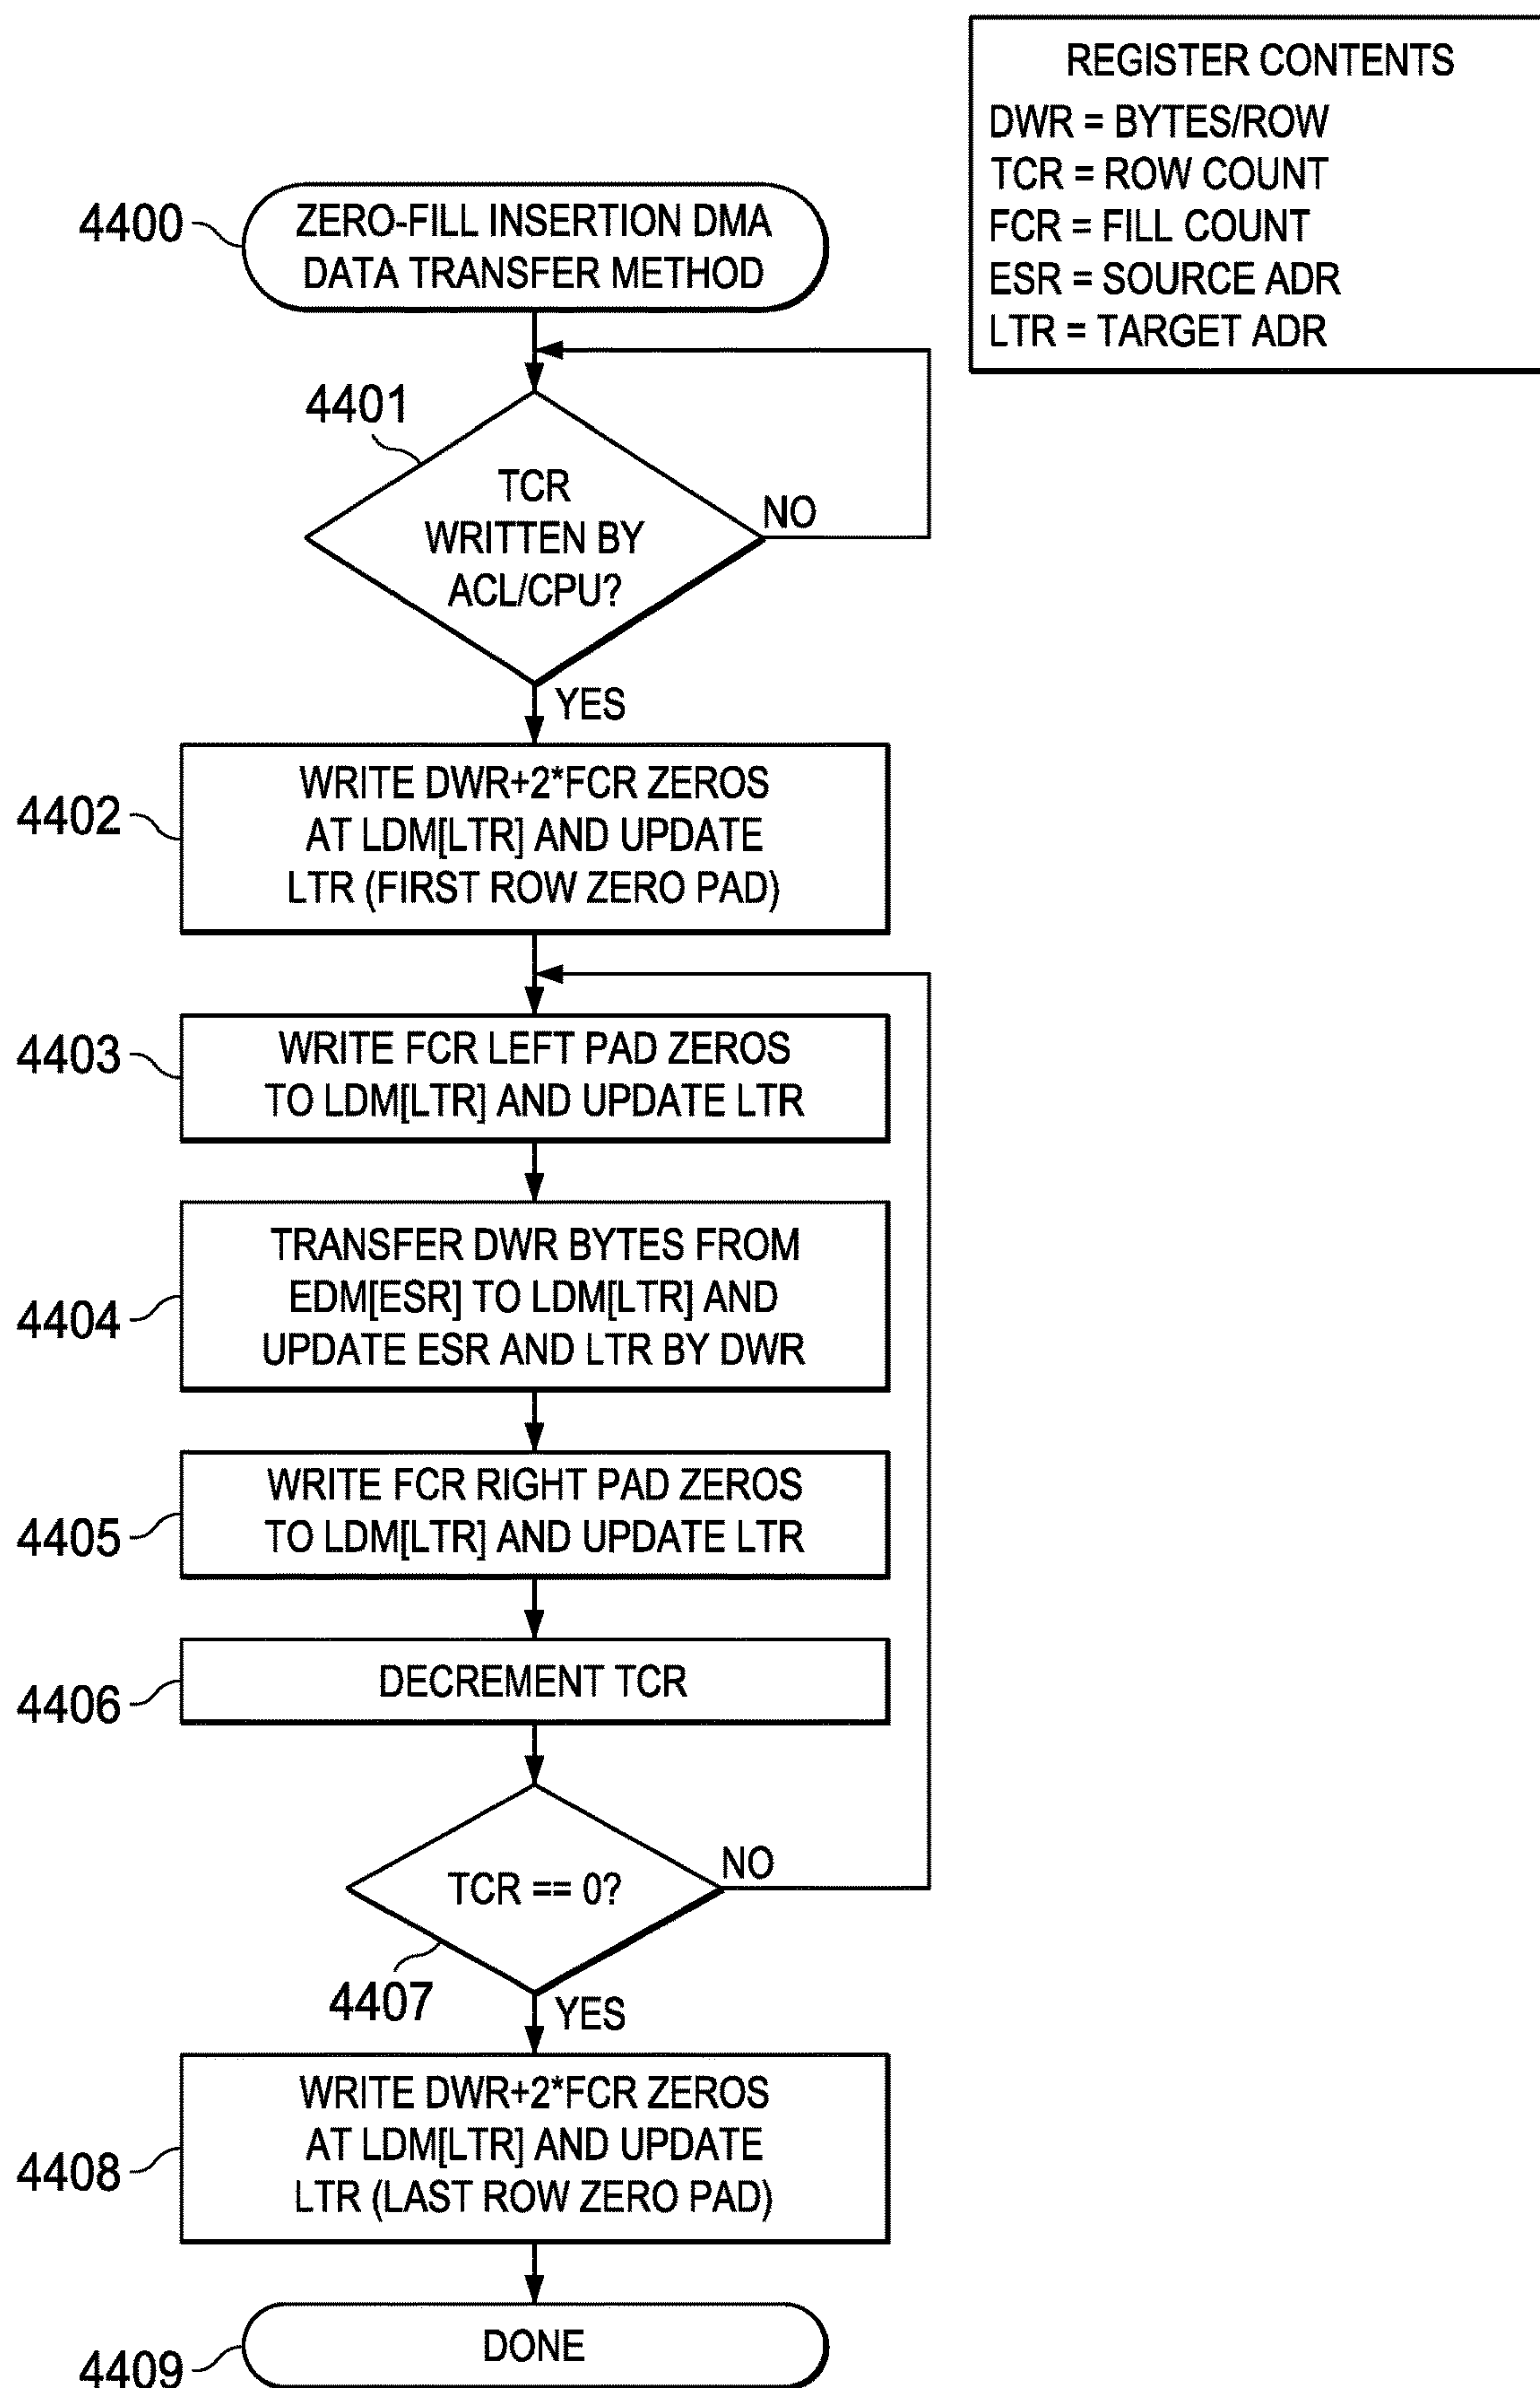 REGISTER CONTENTS
DWR = BYTES/ROW
TCR = ROW COUNT
FCR = FILL COUNT
ESR = SOURCE ADR
LTR = TARGET ADR
4400
ZERO-FILL INSERTION DMA
DATA TRANSFER METHOD
4401
TCR
WRITTEN BY
ACL/CPU?
NO
YES
4402
WRITE DWR+2*FCR ZEROS
AT LDM[LTR] AND UPDATE
LTR (FIRST ROW ZERO PAD)
4403
WRITE FCR LEFT PAD ZEROS
TO LDM[LTR] AND UPDATE LTR
4404
TRANSFER DWR BYTES FROM
EDM[ESR] TO LDM[LTR] AND
UPDATE ESR AND LTR BY DWR
4405
WRITE FCR RIGHT PAD ZEROS
TO LDM[LTR] AND UPDATE LTR
4406
DECREMENT TCR
TCR == 0?
NO
4407
YES
4408
WRITE DWR+2*FCR ZEROS
AT LDM[LTR] AND UPDATE
LTR (LAST ROW ZERO PAD)
4409
DONE